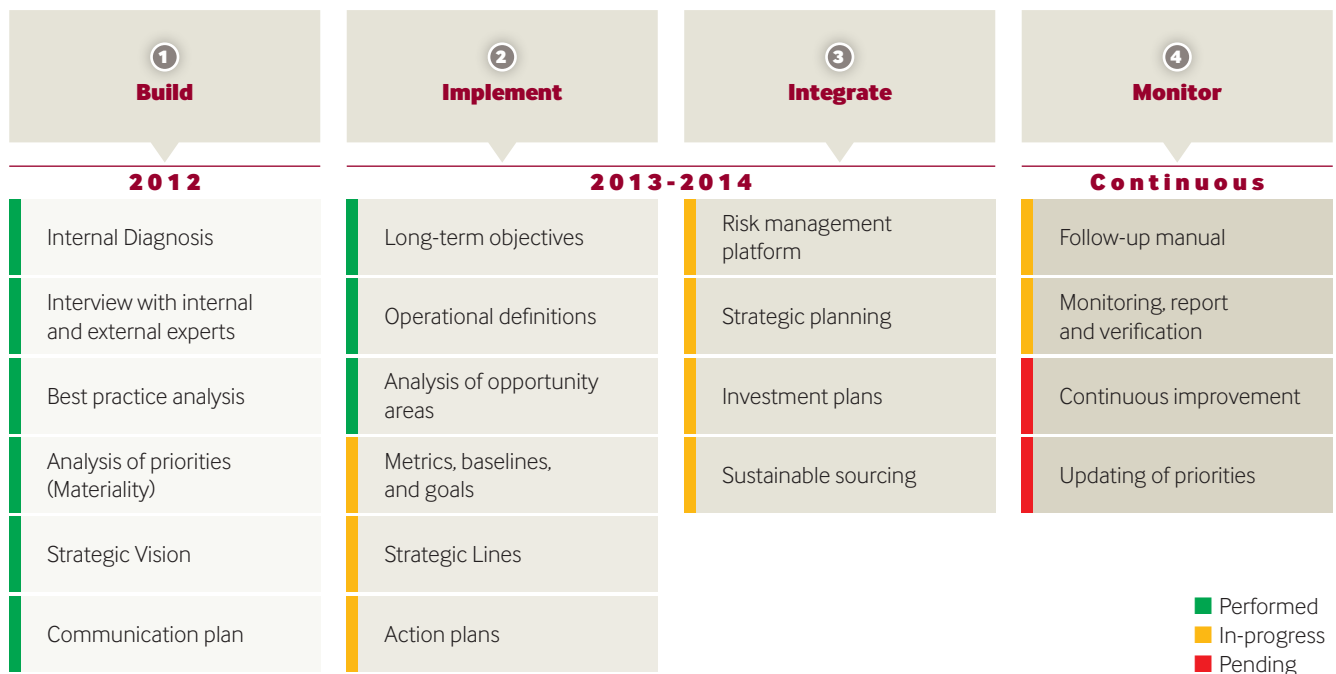 1
Build
2
Implement
3
Integrate
4
Monitor
2012
2013-2014
Continuous
Internal Diagnosis
Interview with internal
and external experts
Best practice analysis
Analysis of priorities
(Materiality)
Strategic Vision
Communication plan
Long-term objectives
Operational definitions
Analysis of opportunity
areas
Metrics, baselines,
and goals
Strategic Lines
Action plans
Risk management
platform
Strategic planning
Investment plans
Sustainable sourcing
Follow-up manual
Monitoring, report
and verification
Continuous improvement
Updating of priorities
Performed
In-progress
Pending